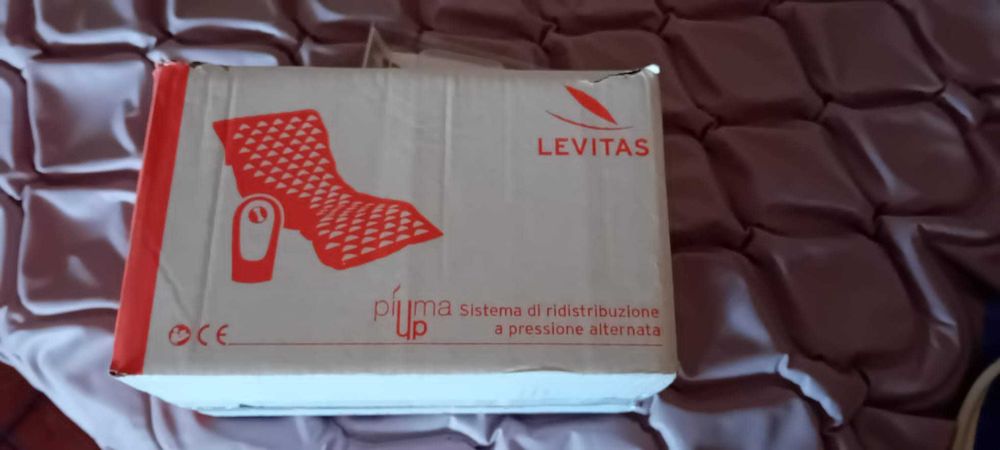 LEVITAS
piuma up
Sistema di ridistribuzione
a pressione alternata
CE